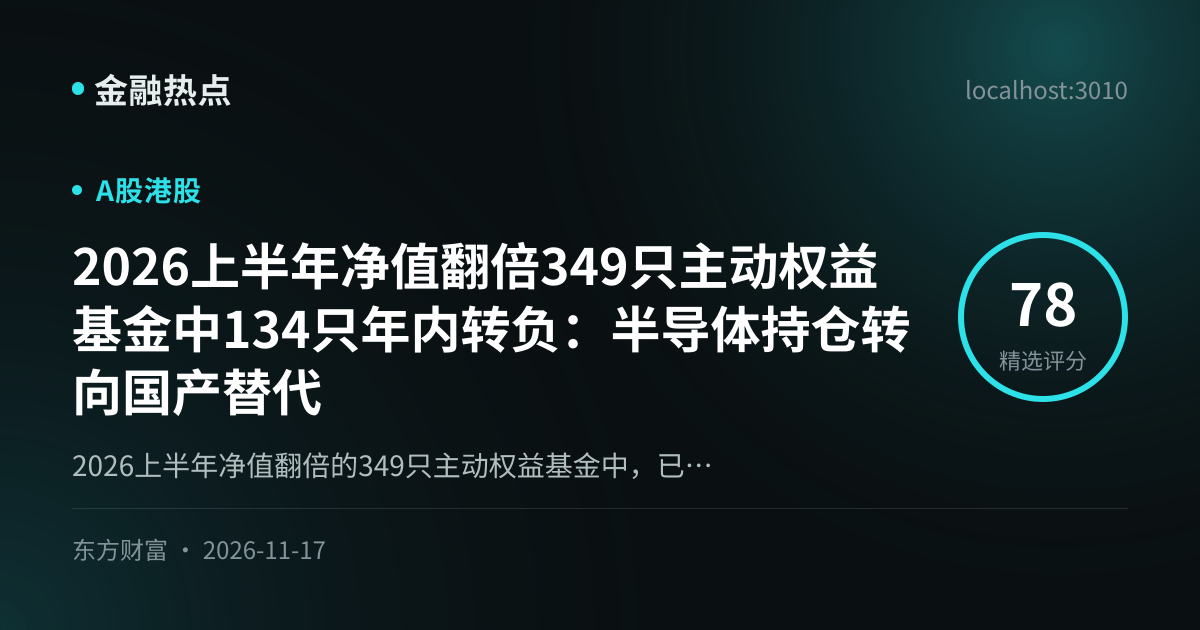 金融热点
localhost:3010
A股港股
2026上半年净值翻倍349只主动权益
基金中134只年内转负：半导体持仓转
向国产替代
78
精选评分
2026上半年净值翻倍的349只主动权益基金中，已…
东方财富 · 2026-11-17